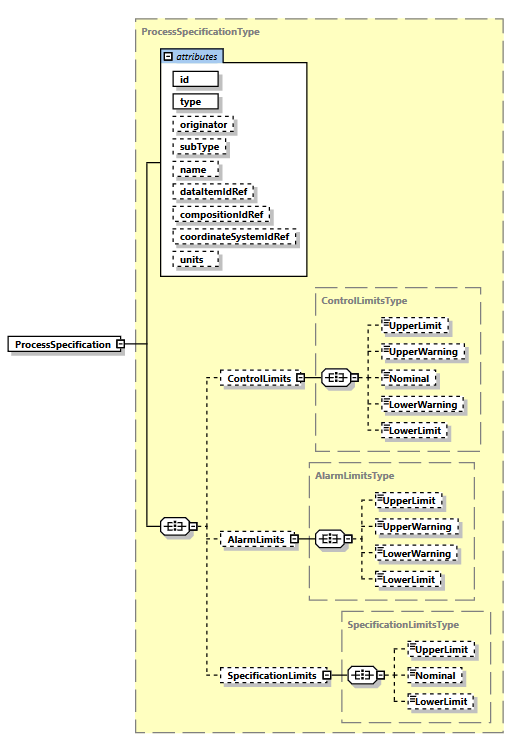 ProcessSpecificationType
attributes
id
type
originator
subType
name
dataItemIdRef
compositionIdRef
coordinateSystemIdRef
units
ProcessSpecification
ControlLimitsType
ControlLimits
UpperLimit
UpperWarning
Nominal
LowerWarning
LowerLimit
AlarmLimitsType
AlarmLimits
UpperLimit
UpperWarning
LowerWarning
LowerLimit
SpecificationLimitsType
SpecificationLimits
UpperLimit
Nominal
LowerLimit